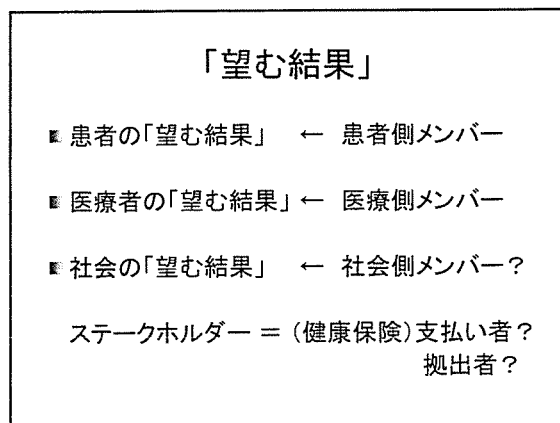 「望む結果」
患者の「望む結果」 ← 患者側メンバー
医療者の「望む結果」← 医療側メンバー
社会の「望む結果」 ← 社会側メンバー？
ステークホルダー ＝ （健康保険）支払い者？
拠出者？